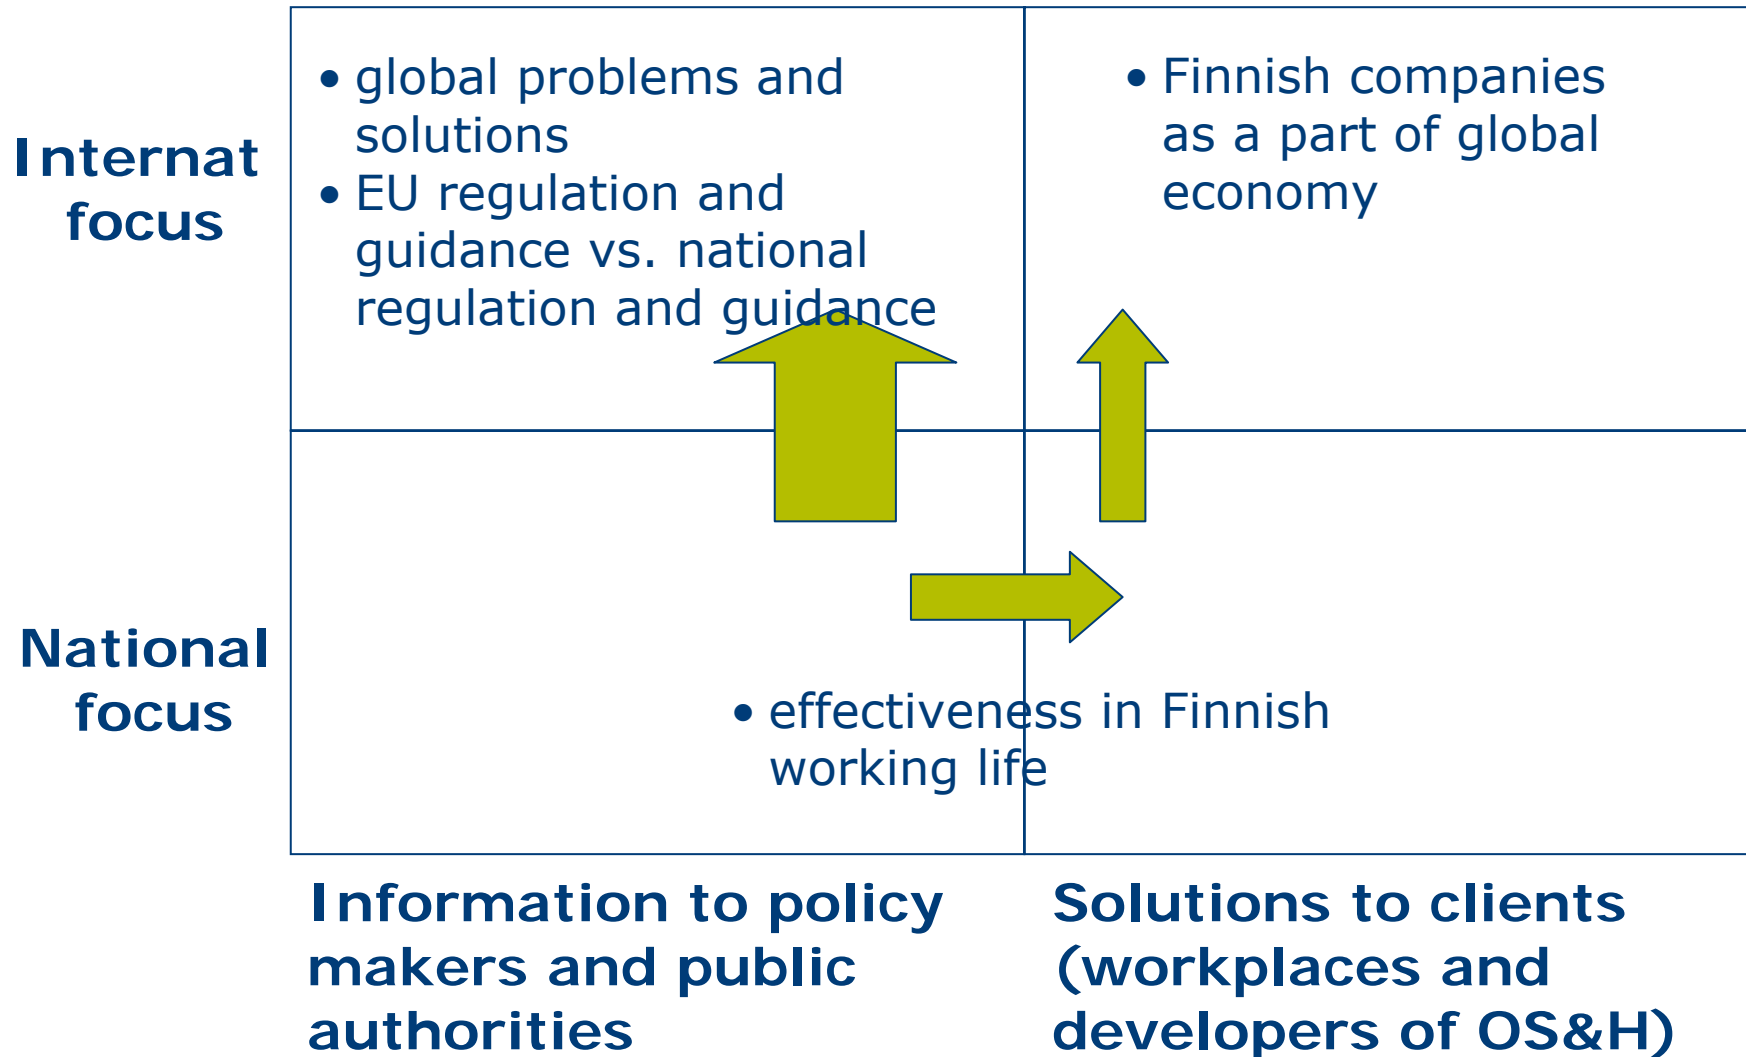 • global problems and
solutions
• EU regulation and
guidance vs. national
regulation and guidance
• Finnish companies
as a part of global
economy
Internat
focus
National
focus
• effectiveness in Finnish
working life
Information to policy
makers and public
authorities
Solutions to clients
(workplaces and
developers of OS&H)